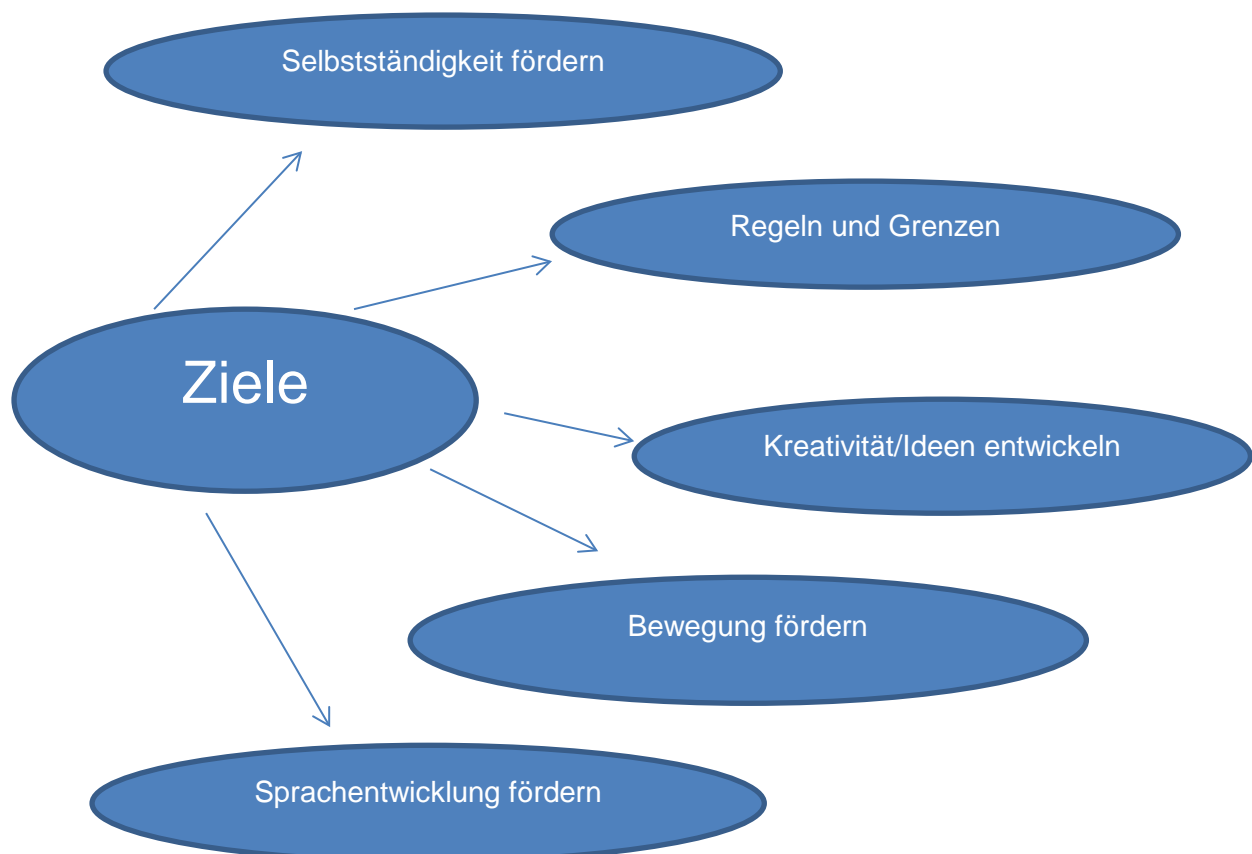 Selbstständigkeit fördern
Regeln und Grenzen
Ziele
Kreativität/Ideen entwickeln
Bewegung fördern
Sprachentwicklung fördern